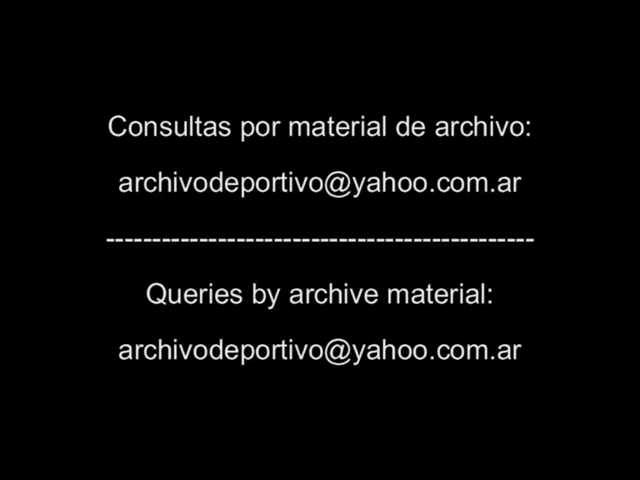 Consultas por material de archivo:
archivodeportivo@yahoo.com.ar
-----------------------------------------------
Queries by archive material:
archivodeportivo@yahoo.com.ar